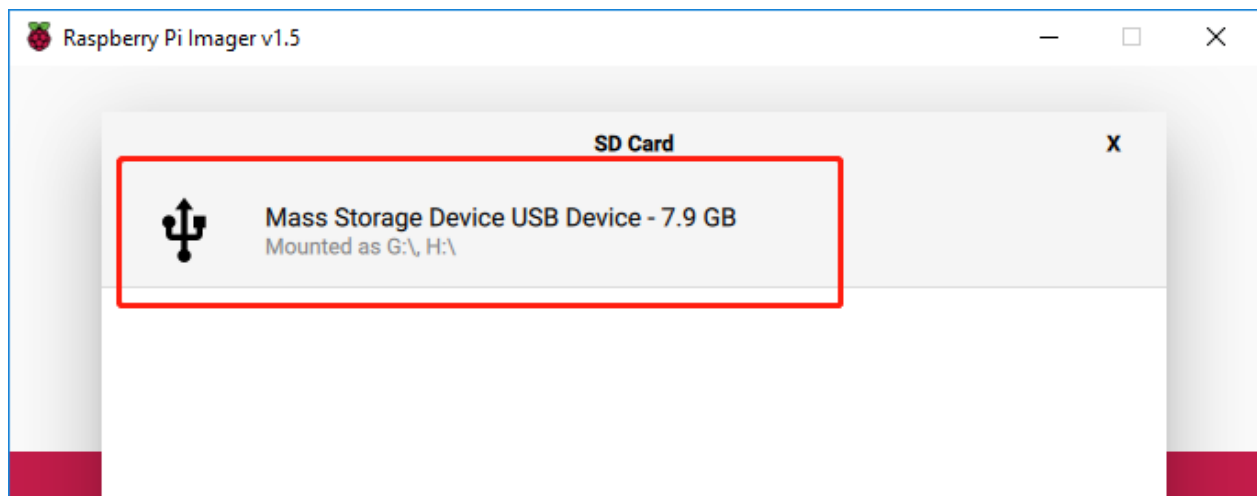 Raspberry Pi Imager v1.5
SD Card
X
Mass Storage Device USB Device - 7.9 GB
Mounted as G:\, H:\